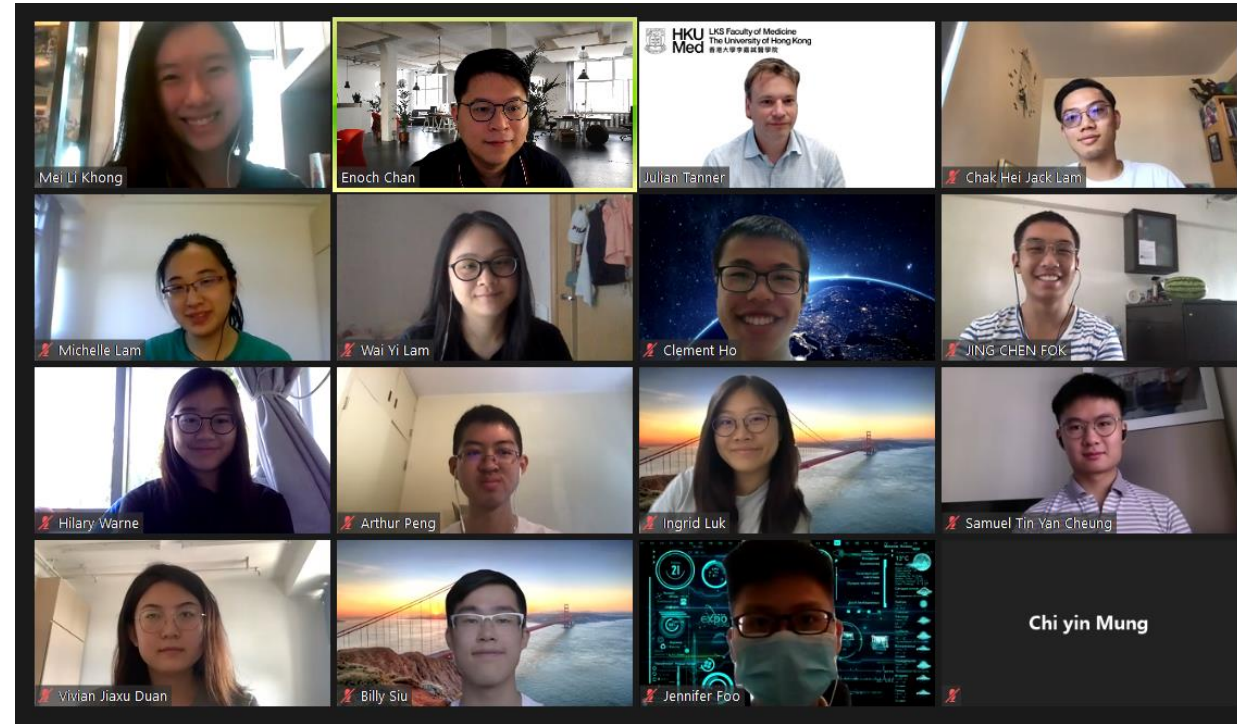 HKU
Med
LKS Faculty of Medicine
The University of Hong Kong
香港大學李嘉誠醫學院
Mei Li Khong
Enoch Chan
Julian Tanner
Chak Hei Jack Lam
Michelle Lam
Wai Yi Lam
Clement Ho
JING CHEN FOK
Hilary Warne
Arthur Peng
Ingrid Luk
Samuel Tin Yan Cheung
Vivian Jiaxu Duan
Billy Siu
21
expo
15°C
Jennifer Foo
Chi yin Mung